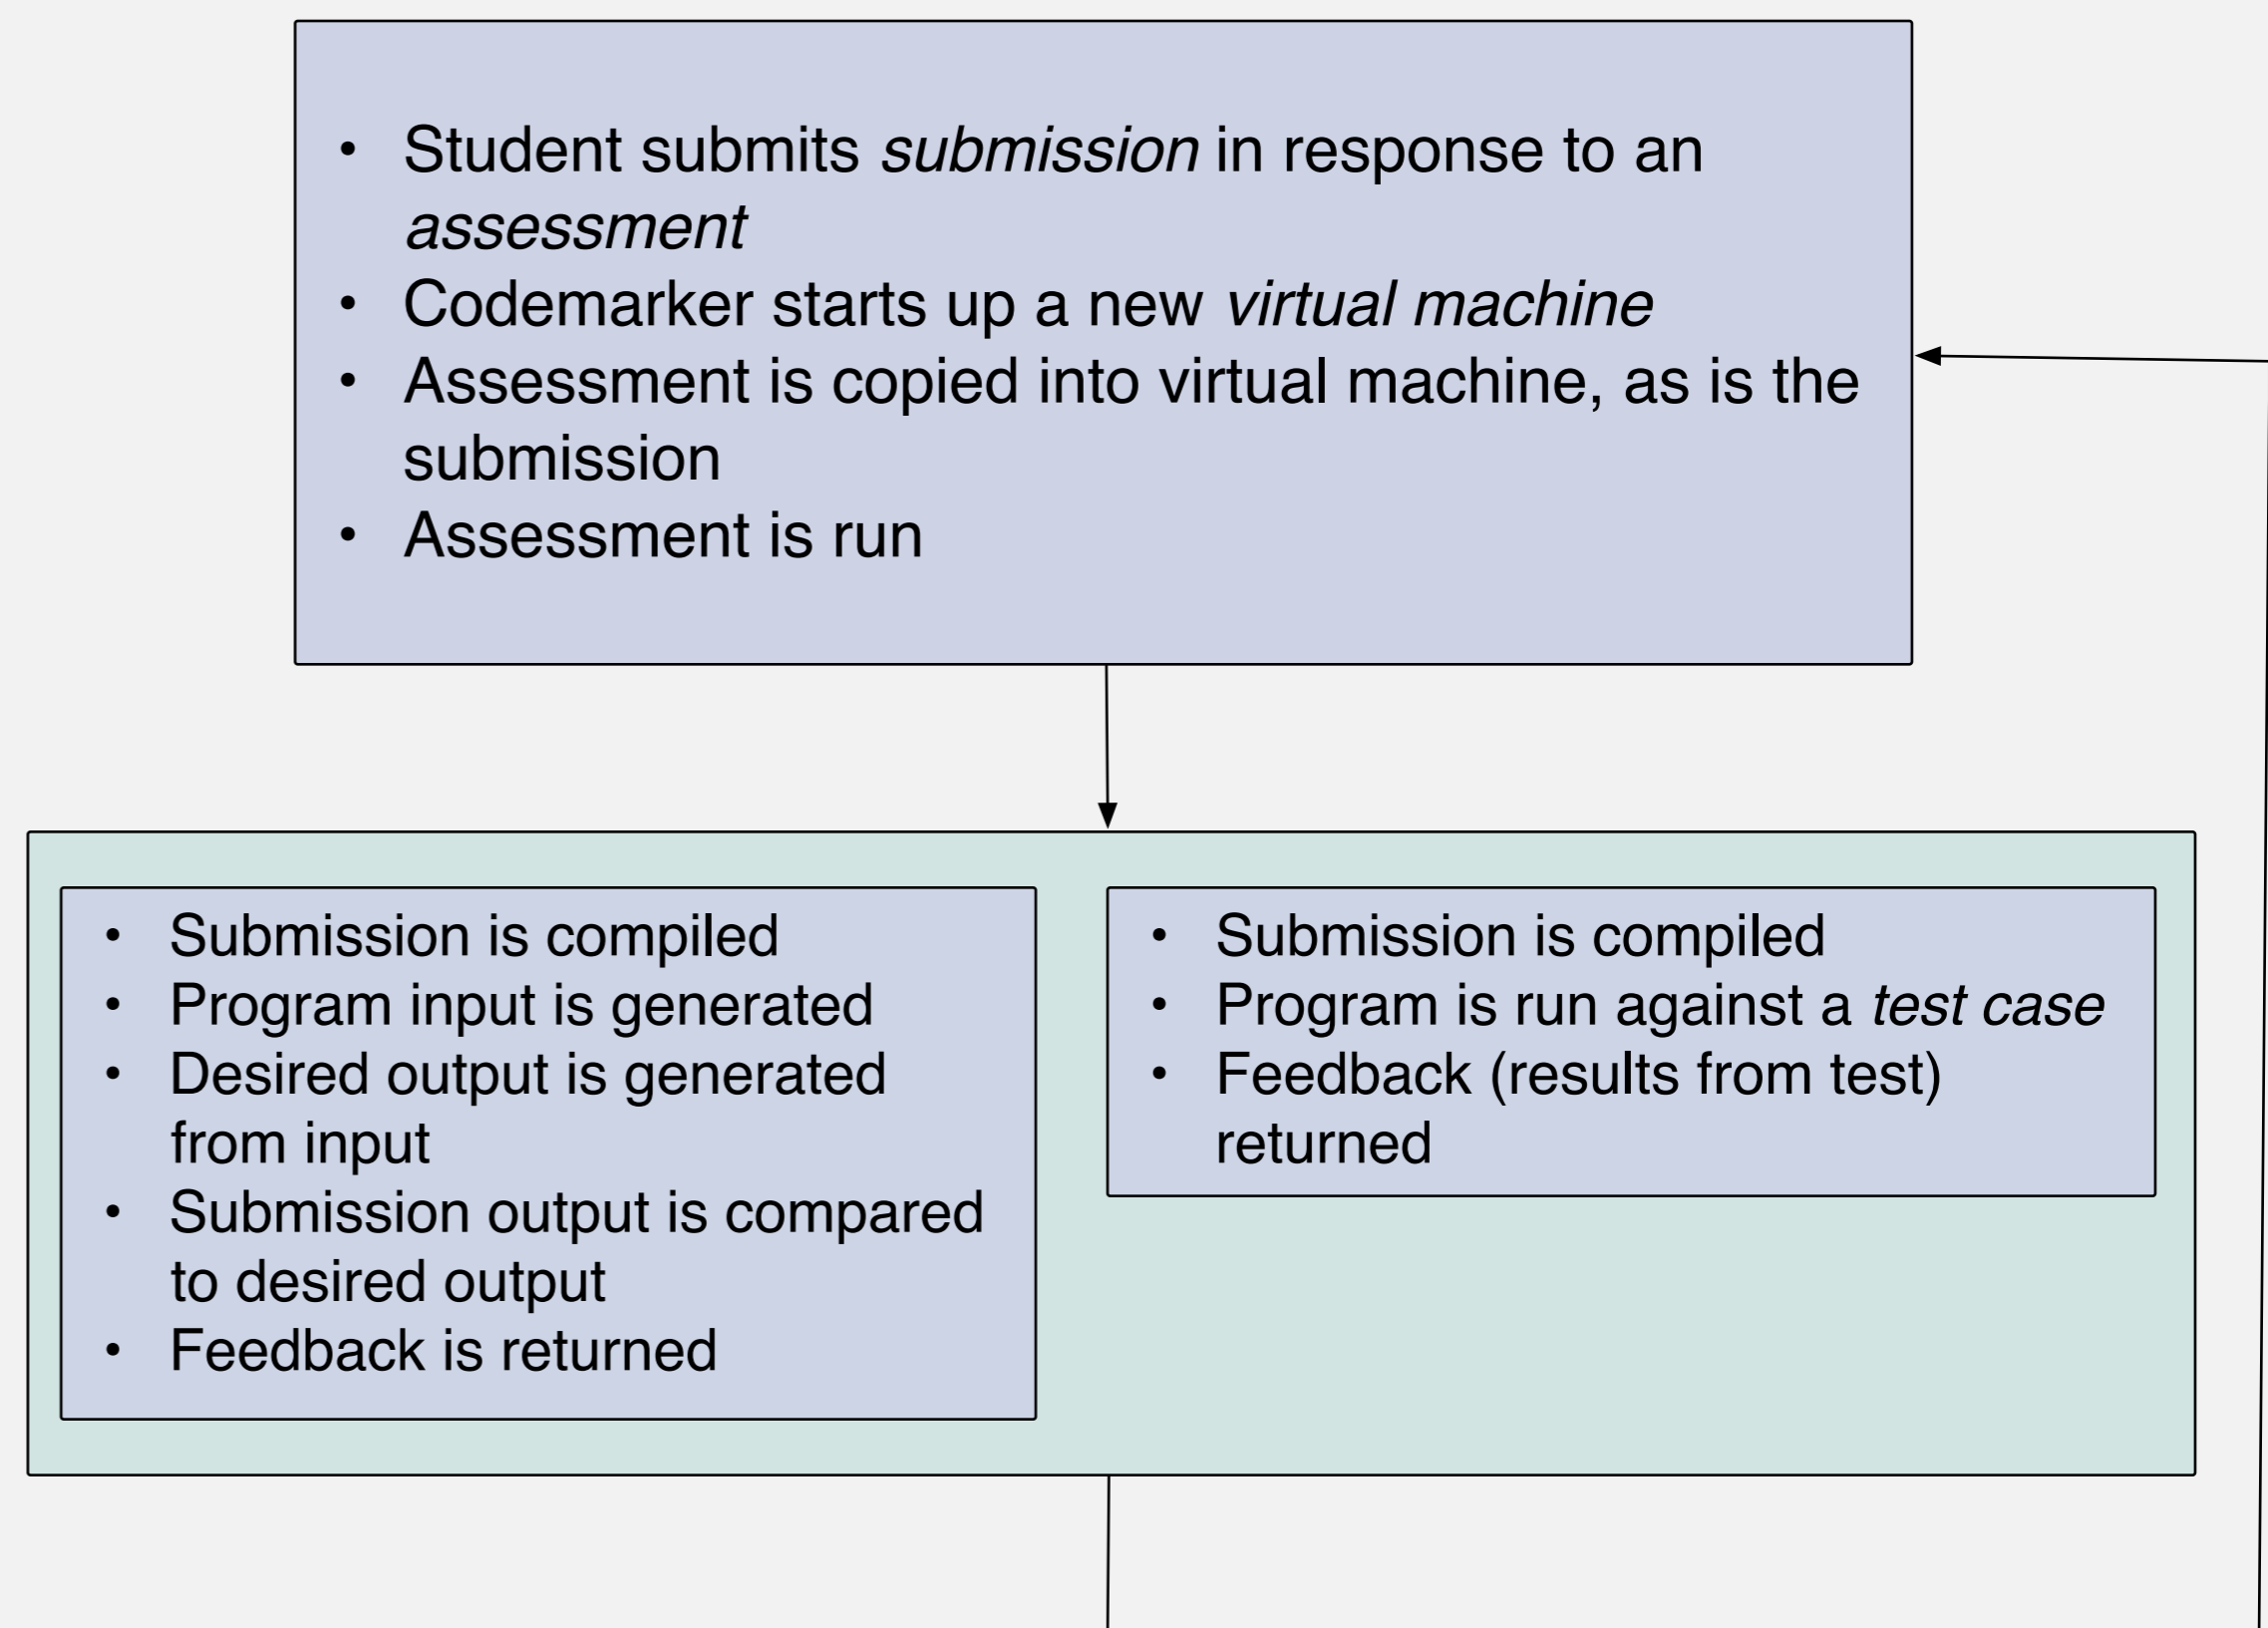 • Student submits submission in response to an
assessment
• Codemarker starts up a new virtual machine
• Assessment is copied into virtual machine, as is the
submission
• Assessment is run
• Submission is compiled
• Program input is generated
• Desired output is generated
from input
• Submission output is compared
to desired output
• Feedback is returned
• Submission is compiled
• Program is run against a test case
• Feedback (results from test)
returned